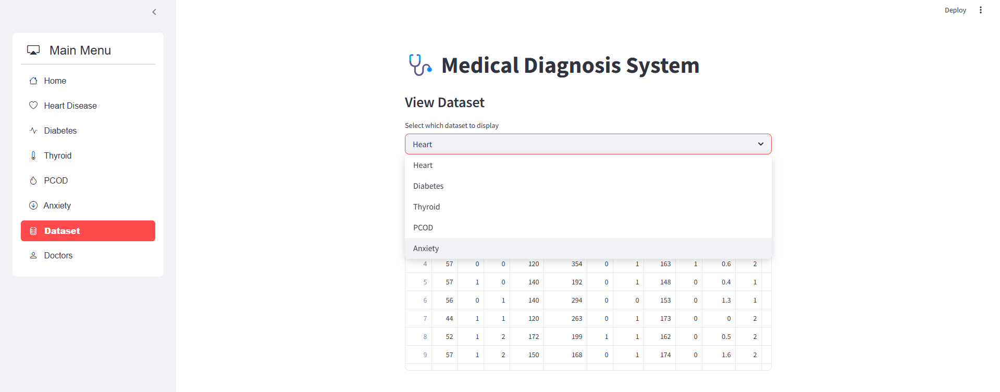 Deploy
Main Menu
Home
Heart Disease
Diabetes
Thyroid
PCOD
Anxiety
Dataset
Doctors
Medical Diagnosis System
View Dataset
Select which dataset to display
Heart
Heart
Diabetes
Thyroid
PCOD
Anxiety
4 57 0 0 120 354 0 1 163 1 0.6 2
5 57 1 0 140 192 0 1 148 0 0.4 1
6 56 0 1 140 294 0 0 153 0 1.3 1
7 44 1 1 120 263 0 1 173 0 0 2
8 52 1 2 172 199 1 1 162 0 0.5 2
9 57 1 2 150 168 0 1 174 0 1.6 2